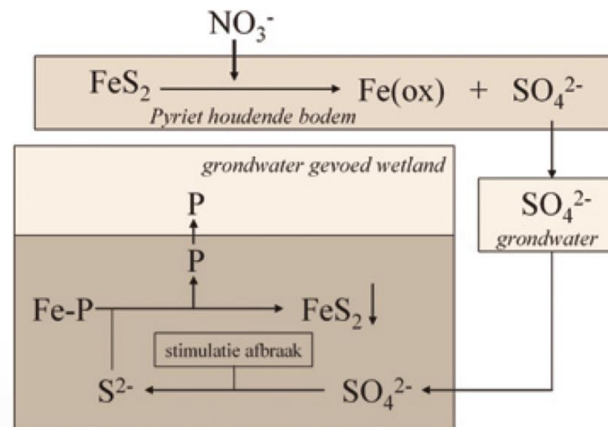 NO₃⁻
FeS₂ Fe(ox) + SO₄²⁻
Pyriet houdende bodem
grondwater gevoed wetland
P
SO₄²⁻
grondwater
P
Fe-P FeS₂
stimulatie afbraak
S²⁻ SO₄²⁻